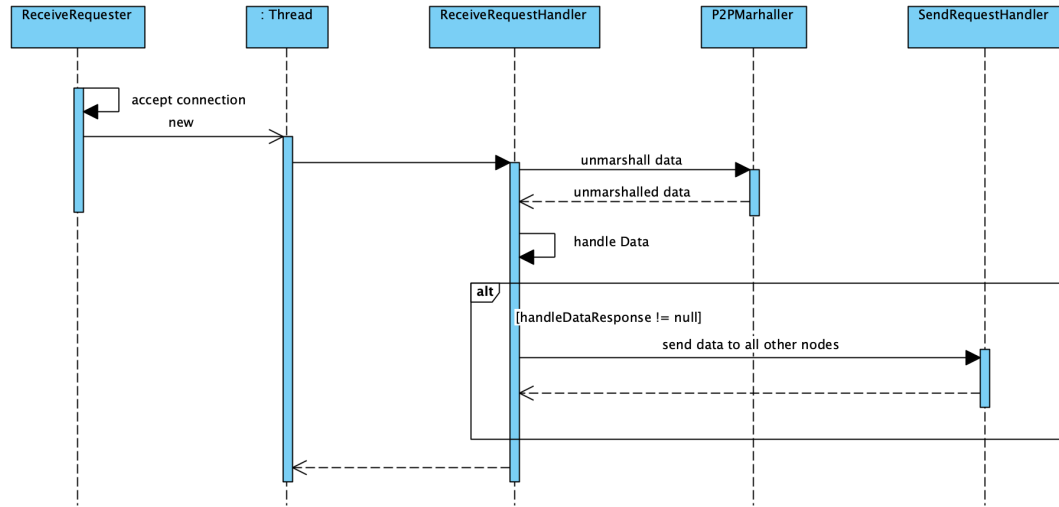 ReceiveRequester
: Thread
ReceiveRequestHandler
P2PMarhaller
SendRequestHandler
accept connection
new
unmarshall data
unmarshalled data
handle Data
alt
[handleDataResponse != null]
send data to all other nodes